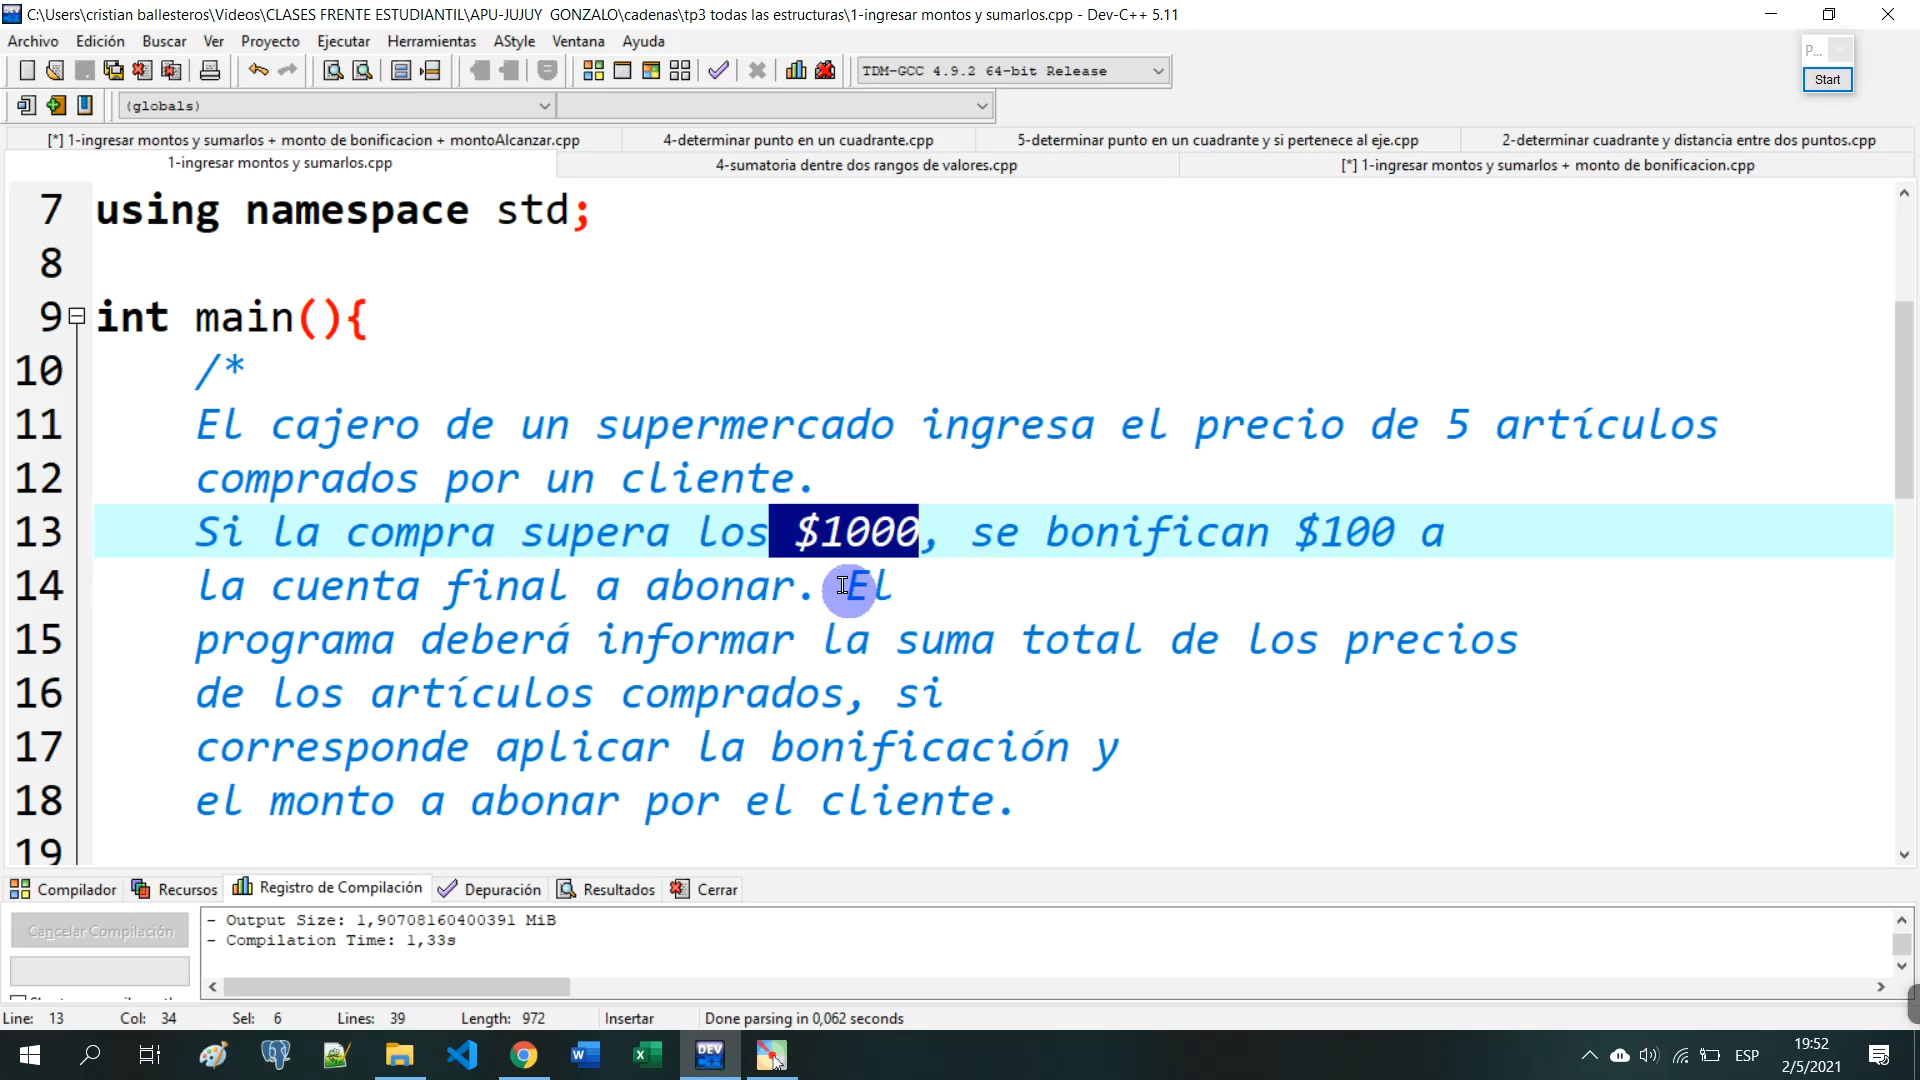 C:\Users\cristian ballesteros\Videos\CLASES FRENTE ESTUDIANTIL\APU-JUJUY GONZALO\cadenas\tp3 todas las estructuras\1-ingresar montos y sumarlos.cpp - Dev-C++ 5.11
Archivo Edición Buscar Ver Proyecto Ejecutar Herramientas AStyle Ventana Ayuda
P...
TDM-GCC 4.9.2 64-bit Release
Start
(globals)
[*] 1-ingresar montos y sumarlos + monto de bonificacion + montoAlcanzar.cpp 4-determinar punto en un cuadrante.cpp 5-determinar punto en un cuadrante y si pertenece al eje.cpp 2-determinar cuadrante y distancia entre dos puntos.cpp
1-ingresar montos y sumarlos.cpp 4-sumatoria dentre dos rangos de valores.cpp [*] 1-ingresar montos y sumarlos + monto de bonificacion.cpp
7 using namespace std;
8
9 int main(){
10 /*
11 El cajero de un supermercado ingresa el precio de 5 artículos
12 comprados por un cliente.
13 Si la compra supera los $1000, se bonifican $100 a
14 la cuenta final a abonar. El
15 programa deberá informar la suma total de los precios
16 de los artículos comprados, si
17 corresponde aplicar la bonificación y
18 el monto a abonar por el cliente.
19
Compilador Recursos Registro de Compilación Depuración Resultados Cerrar
Cancelar Compilación
- Output Size: 1,90708160400391 MiB
- Compilation Time: 1,33s
Line: 13 Col: 34 Sel: 6 Lines: 39 Length: 972 Insertar Done parsing in 0,062 seconds
DEV C++
ESP
19:52
2/5/2021